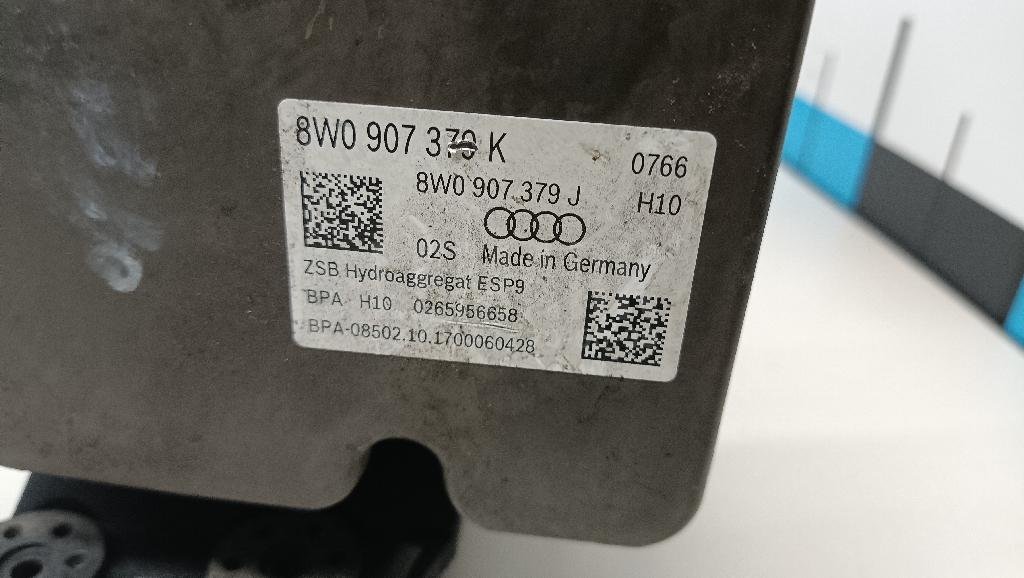 8W0 907 379 K
0766
8W0 907.379 J
H10
02S Made in Germany
ZSB Hydroaggregat ESP9
BPA H10 0265956658
BPA-08502.10.1700060428